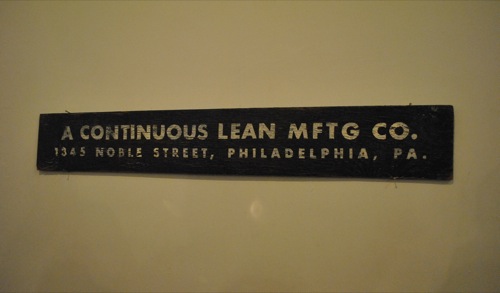 A CONTINUOUS LEAN MFTG CO.
1345 NOBLE STREET, PHILADELPHIA, PA.